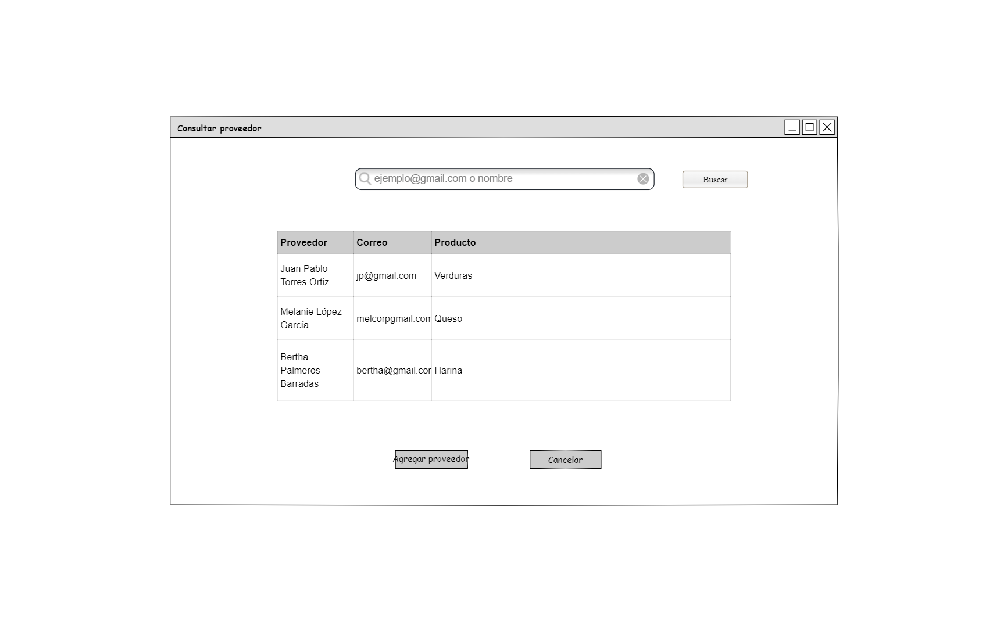 Consultar proveedor
ejemplo@gmail.com o nombre
Buscar
Proveedor Correo Producto
Juan Pablo
Torres Ortiz
jp@gmail.com
Verduras
Melanie López
García
melcorpgmail.com
Queso
Bertha
Palmeros
Barradas
bertha@gmail.com
Harina
Agregar proveedor
Cancelar